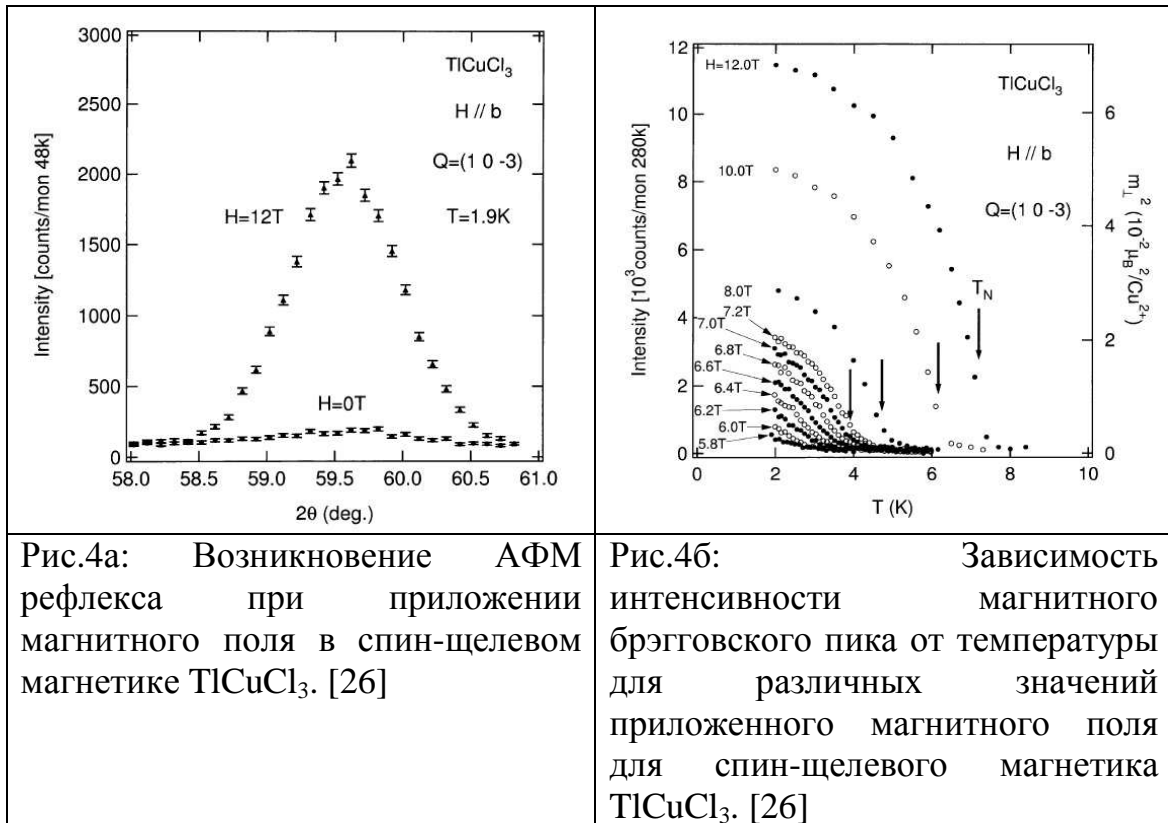 3000
2500
2000
1500
1000
500
0
Intensity [counts/mon 48k]
TlCuCl₃
H // b
Q=(1 0 -3)
T=1.9K
H=12T
H=0T
58.0 58.5 59.0 59.5 60.0 60.5 61.0
2θ (deg.)
12
10
8
6
4
2
0
Intensity [10³counts/mon 280k]
H=12.0T
10.0T
8.0T
7.2T
7.0T
6.8T
6.6T
6.4T
6.2T
6.0T
5.8T
TlCuCl₃
H // b
Q=(1 0 -3)
T_N
6
4
2
0
m⊥² (10⁻²μ_B²/Cu²⁺)
0 2 4 6 8 10
T (K)
Рис.4а: Возникновение АФМ
рефлекса при приложении
магнитного поля в спин-щелевом
магнетике TlCuCl₃. [26]
Рис.4б: Зависимость
интенсивности магнитного
брэгговского пика от температуры
для различных значений
приложенного магнитного поля
для спин-щелевого магнетика
TlCuCl₃. [26]